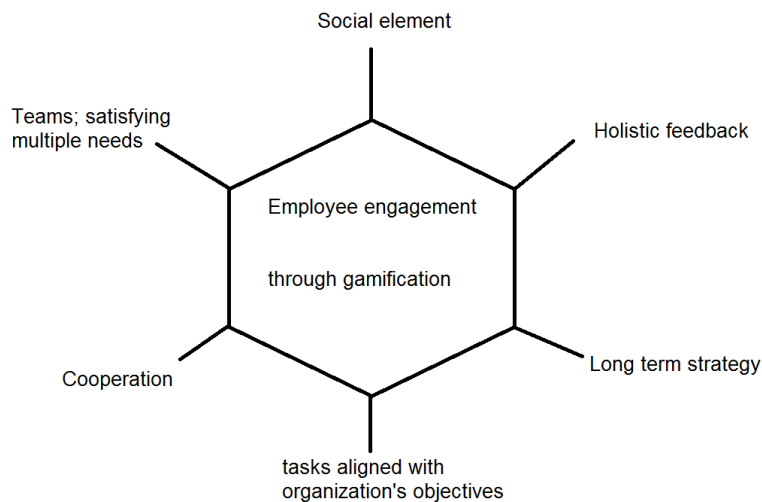 Social element
Teams; satisfying
multiple needs
Holistic feedback
Employee engagement
through gamification
Cooperation
Long term strategy
tasks aligned with
organization's objectives